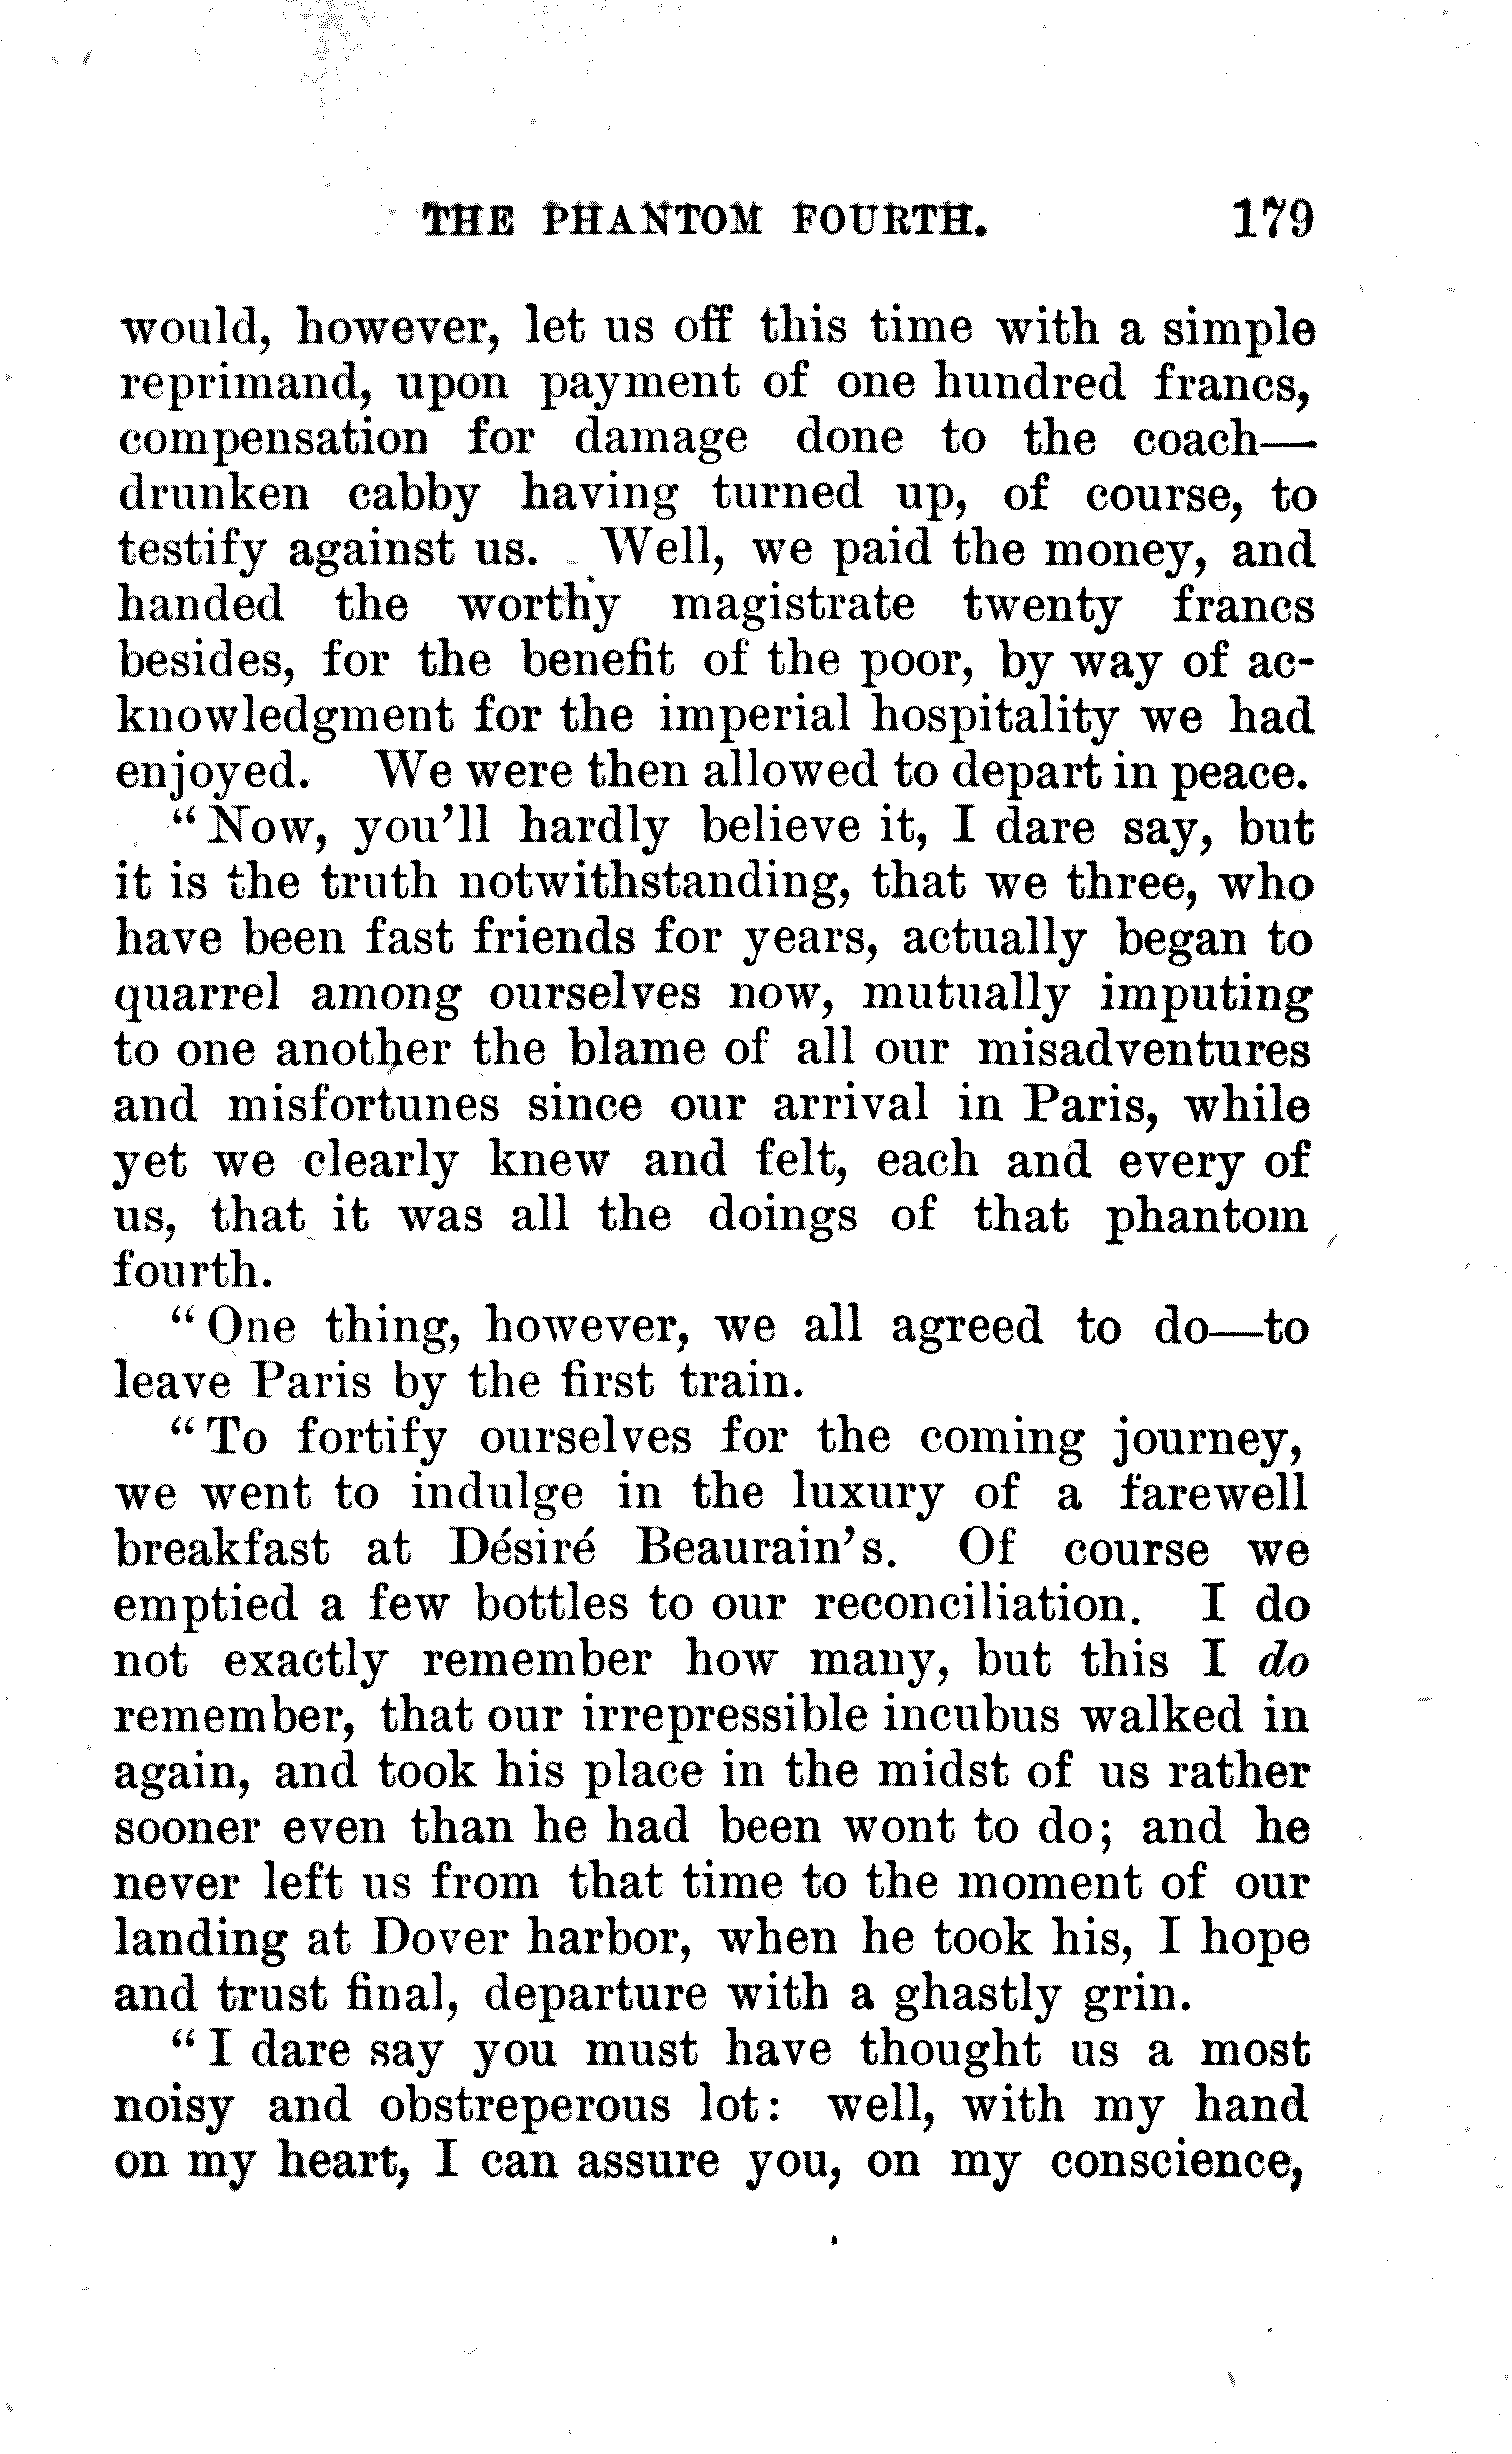 THE PHANTOM FOURTH. 179
would, however, let us off this time with a simple
reprimand, upon payment of one hundred francs,
compensation for damage done to the coach—
drunken cabby having turned up, of course, to
testify against us. Well, we paid the money, and
handed the worthy magistrate twenty francs
besides, for the benefit of the poor, by way of ac-
knowledgment for the imperial hospitality we had
enjoyed. We were then allowed to depart in peace.
“Now, you’ll hardly believe it, I dare say, but
it is the truth notwithstanding, that we three, who
have been fast friends for years, actually began to
quarrel among ourselves now, mutually imputing
to one another the blame of all our misadventures
and misfortunes since our arrival in Paris, while
yet we clearly knew and felt, each and every of
us, that it was all the doings of that phantom
fourth.
“One thing, however, we all agreed to do—to
leave Paris by the first train.
“To fortify ourselves for the coming journey,
we went to indulge in the luxury of a farewell
breakfast at Désiré Beaurain’s. Of course we
emptied a few bottles to our reconciliation. I do
not exactly remember how many, but this I do
remember, that our irrepressible incubus walked in
again, and took his place in the midst of us rather
sooner even than he had been wont to do; and he
never left us from that time to the moment of our
landing at Dover harbor, when he took his, I hope
and trust final, departure with a ghastly grin.
“I dare say you must have thought us a most
noisy and obstreperous lot: well, with my hand
on my heart, I can assure you, on my conscience,